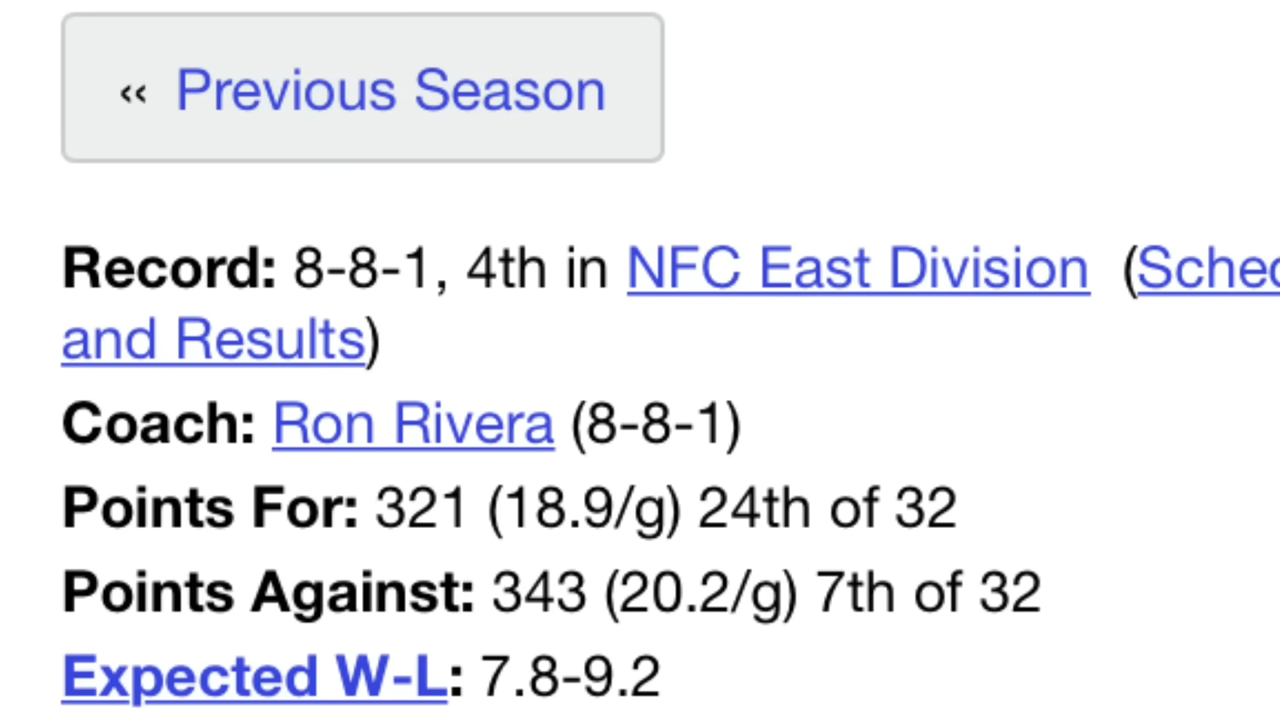 ‹‹ Previous Season
Record: 8-8-1, 4th in NFC East Division (Sched
and Results)
Coach: Ron Rivera (8-8-1)
Points For: 321 (18.9/g) 24th of 32
Points Against: 343 (20.2/g) 7th of 32
Expected W-L: 7.8-9.2